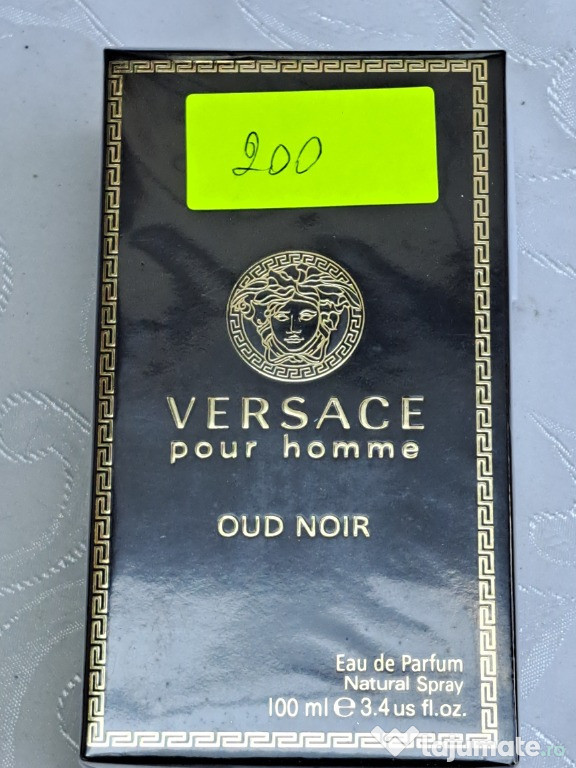 200
VERSACE
pour homme
OUD NOIR
Eau de Parfum
Natural Spray
100 ml ℮ 3.4 us fl.oz.
lajumate.ro